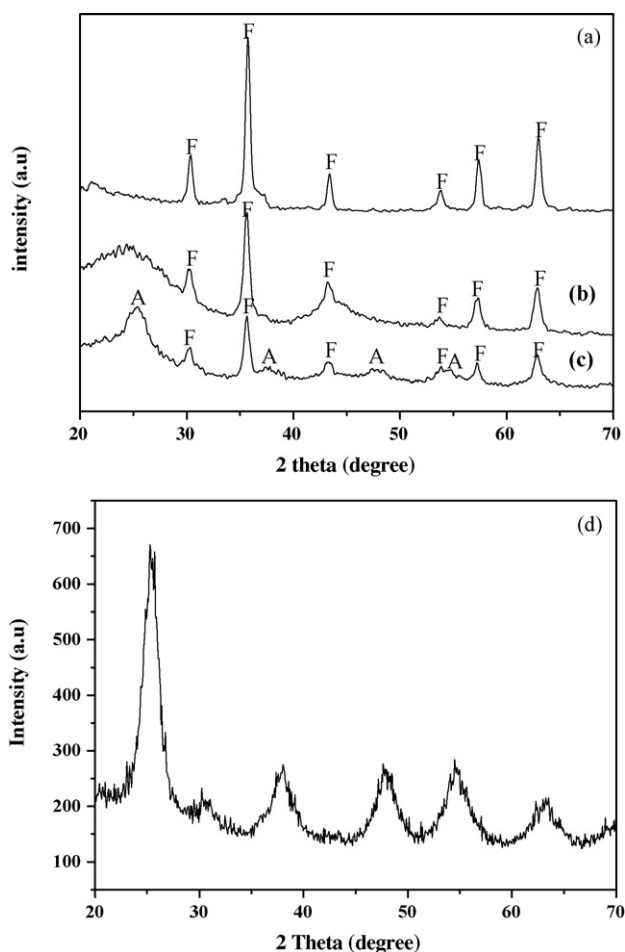 (a)
F
F
F
F
F
F
intensity (a.u)
F
F
F
F
F
F
(b)
A
F
F
A
F
A
F
A
F
F
(c)
20
30
40
50
60
70
2 theta (degree)
(d)
700
600
500
400
300
200
100
Intensity (a.u)
20
30
40
50
60
70
2 Theta (degree)